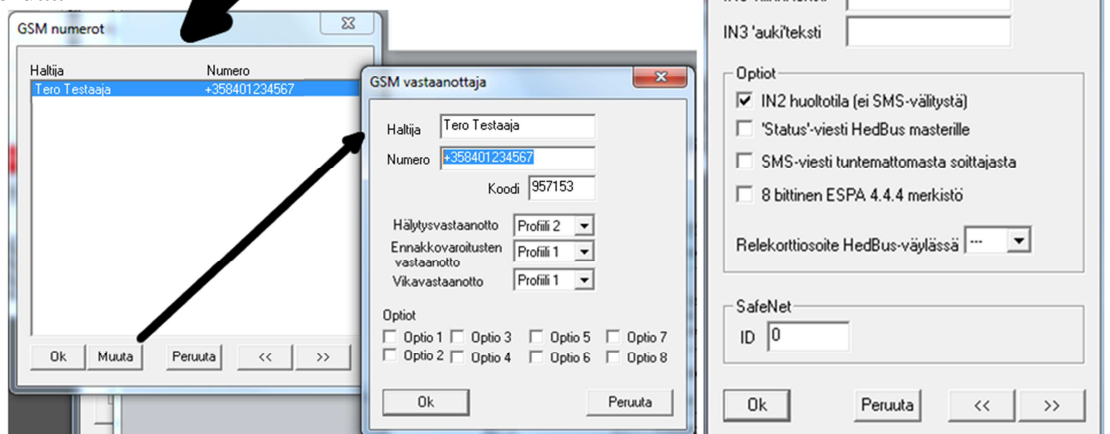 GSM numerot
Haltija Numero
Tero Testaaja +358401234567
Ok Muuta Peruuta << >>
GSM vastaanottaja
Haltija Tero Testaaja
Numero +358401234567
Koodi 957153
Hälytysvastaanotto Profiili 2
Ennakkovaroitusten
vastaanotto Profiili 1
Vikavastaanotto Profiili 1
Optiot
Optio 1 Optio 3 Optio 5 Optio 7
Optio 2 Optio 4 Optio 6 Optio 8
Ok Peruuta
IN3 'auki'teksti
Optiot
IN2 huoltotila (ei SMS-välitystä)
'Status'-viesti HedBus masterille
SMS-viesti tuntemattomasta soittajasta
8 bittinen ESPA 4.4.4 merkistö
Relekorttiosoite HedBus-väylässä ---
SafeNet
ID 0
Ok Peruuta << >>